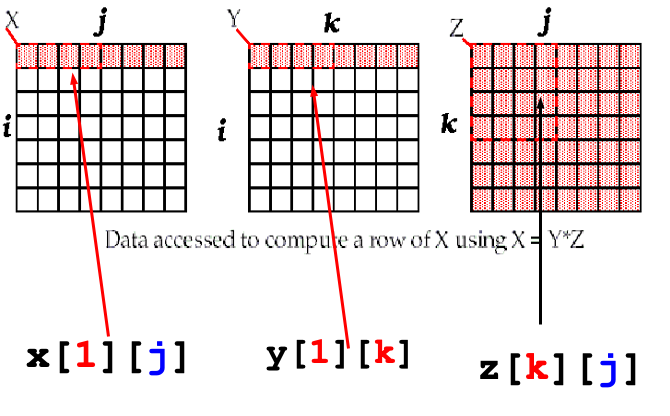 X j
Y k
Z j
i
i
k
Data accessed to compute a row of X using X = Y*Z
x[1][j]
y[1][k]
z[k][j]